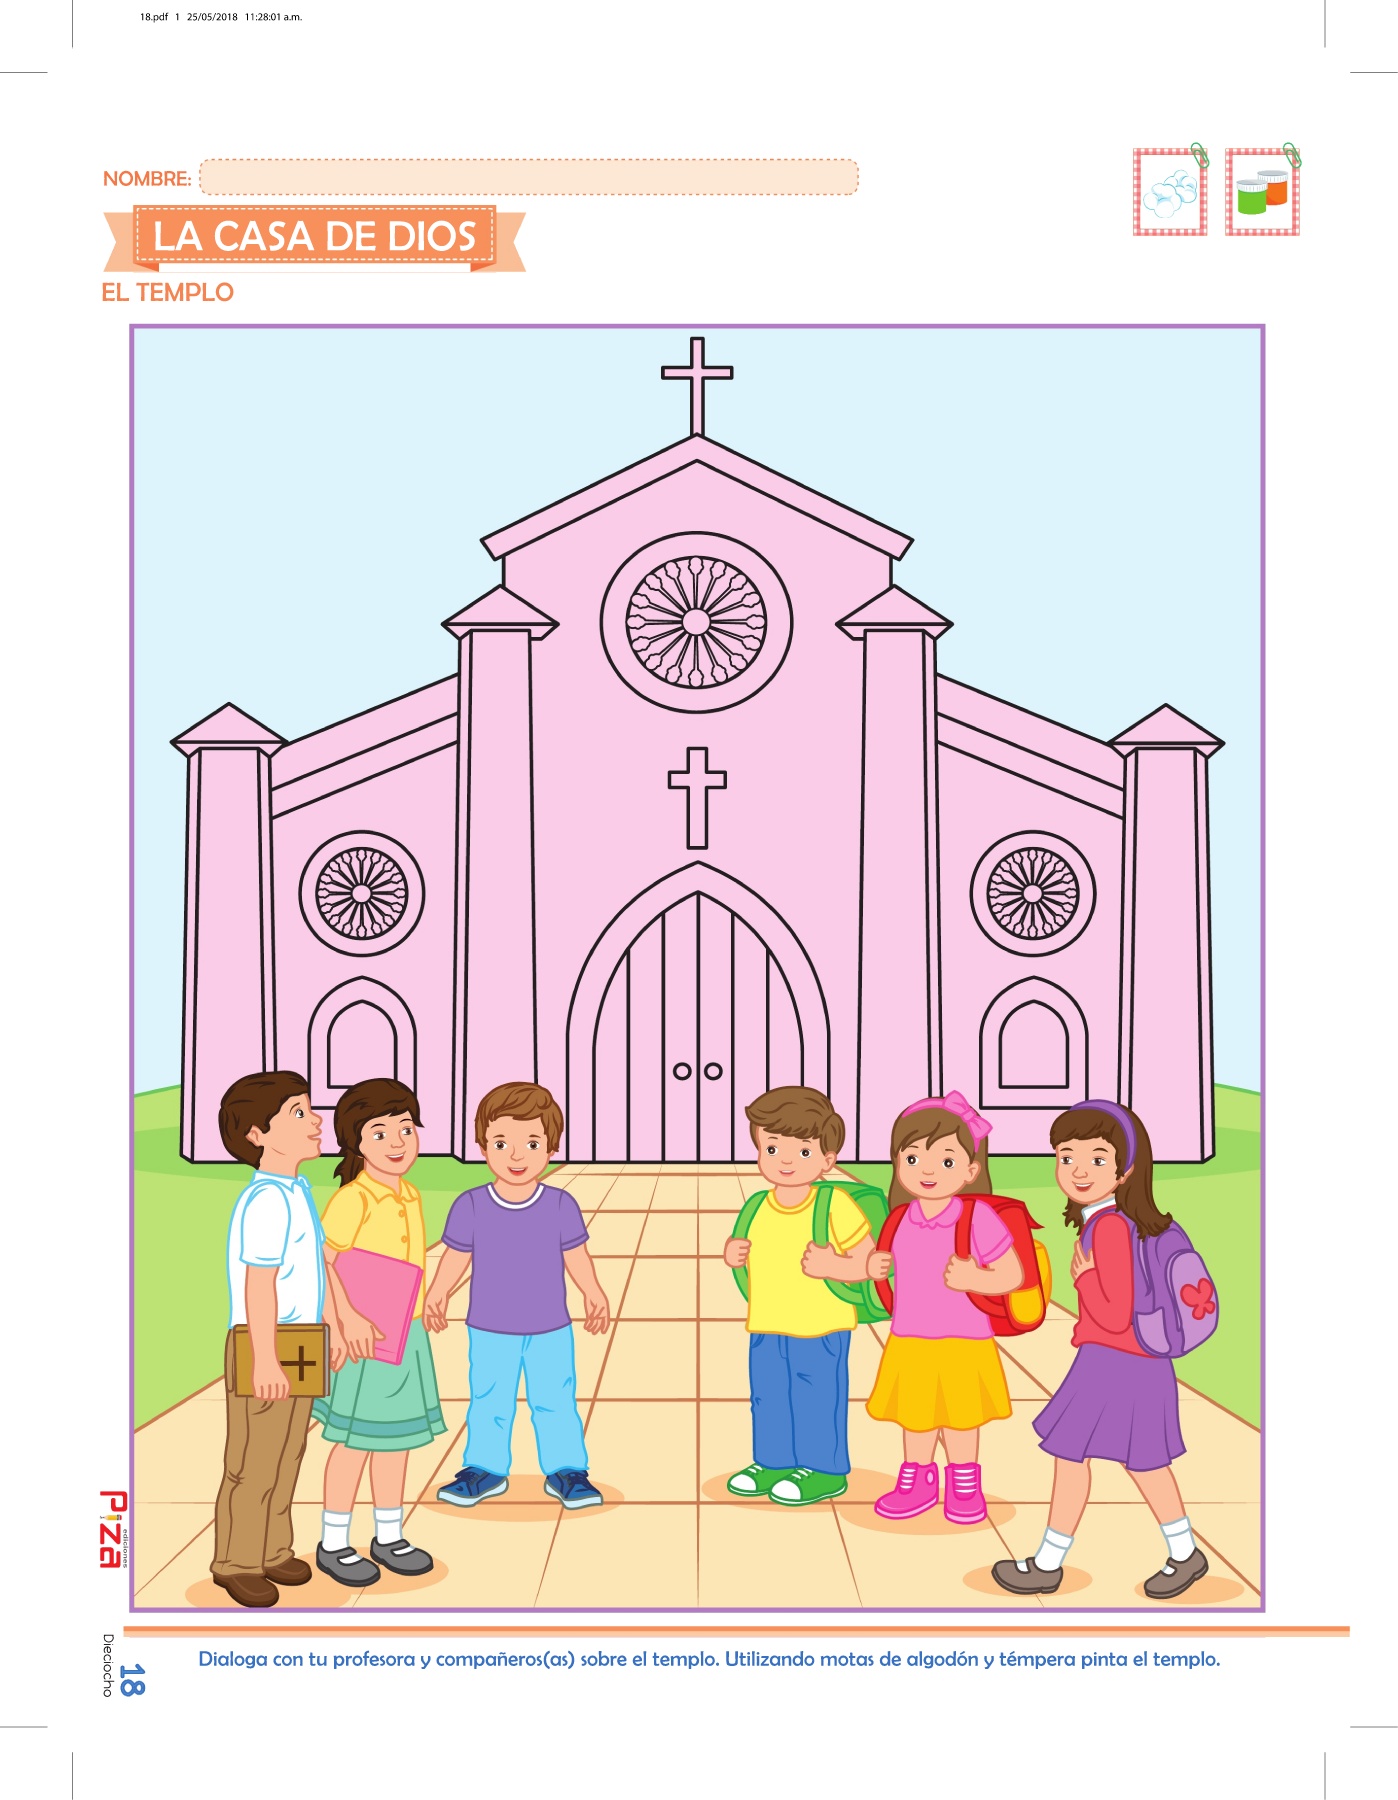 18.pdf 1 25/05/2018 11:28:01 a.m.
NOMBRE:
LA CASA DE DIOS
EL TEMPLO
Piza
ediciones
Dieciocho
18
Dialoga con tu profesora y compañeros(as) sobre el templo. Utilizando motas de algodón y témpera pinta el templo.